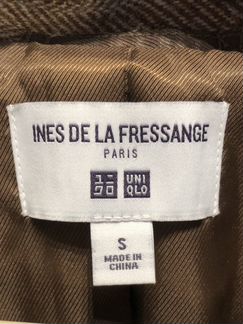 INES DE LA FRESSANGE
PARIS
ユニ UNI
クロ QLO
S
MADE IN
CHINA